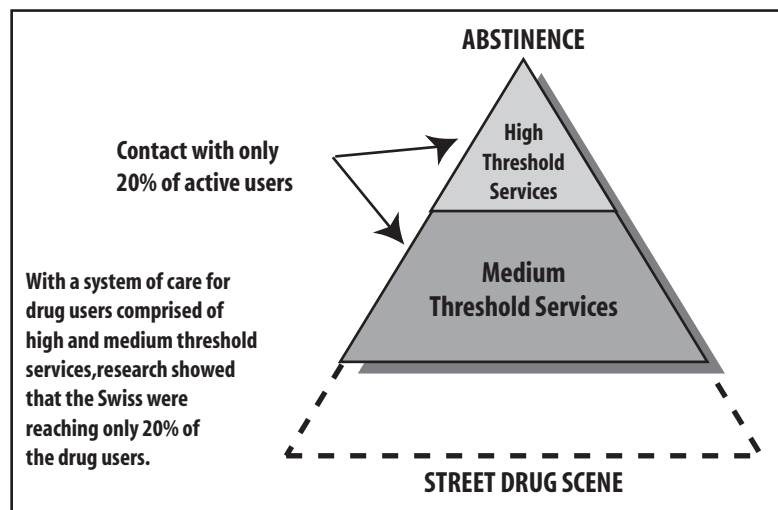 ABSTINENCE
High
Threshold
Services
Contact with only
20% of active users
Medium
Threshold Services
With a system of care for
drug users comprised of
high and medium threshold
services,research showed
that the Swiss were
reaching only 20% of
the drug users.
STREET DRUG SCENE